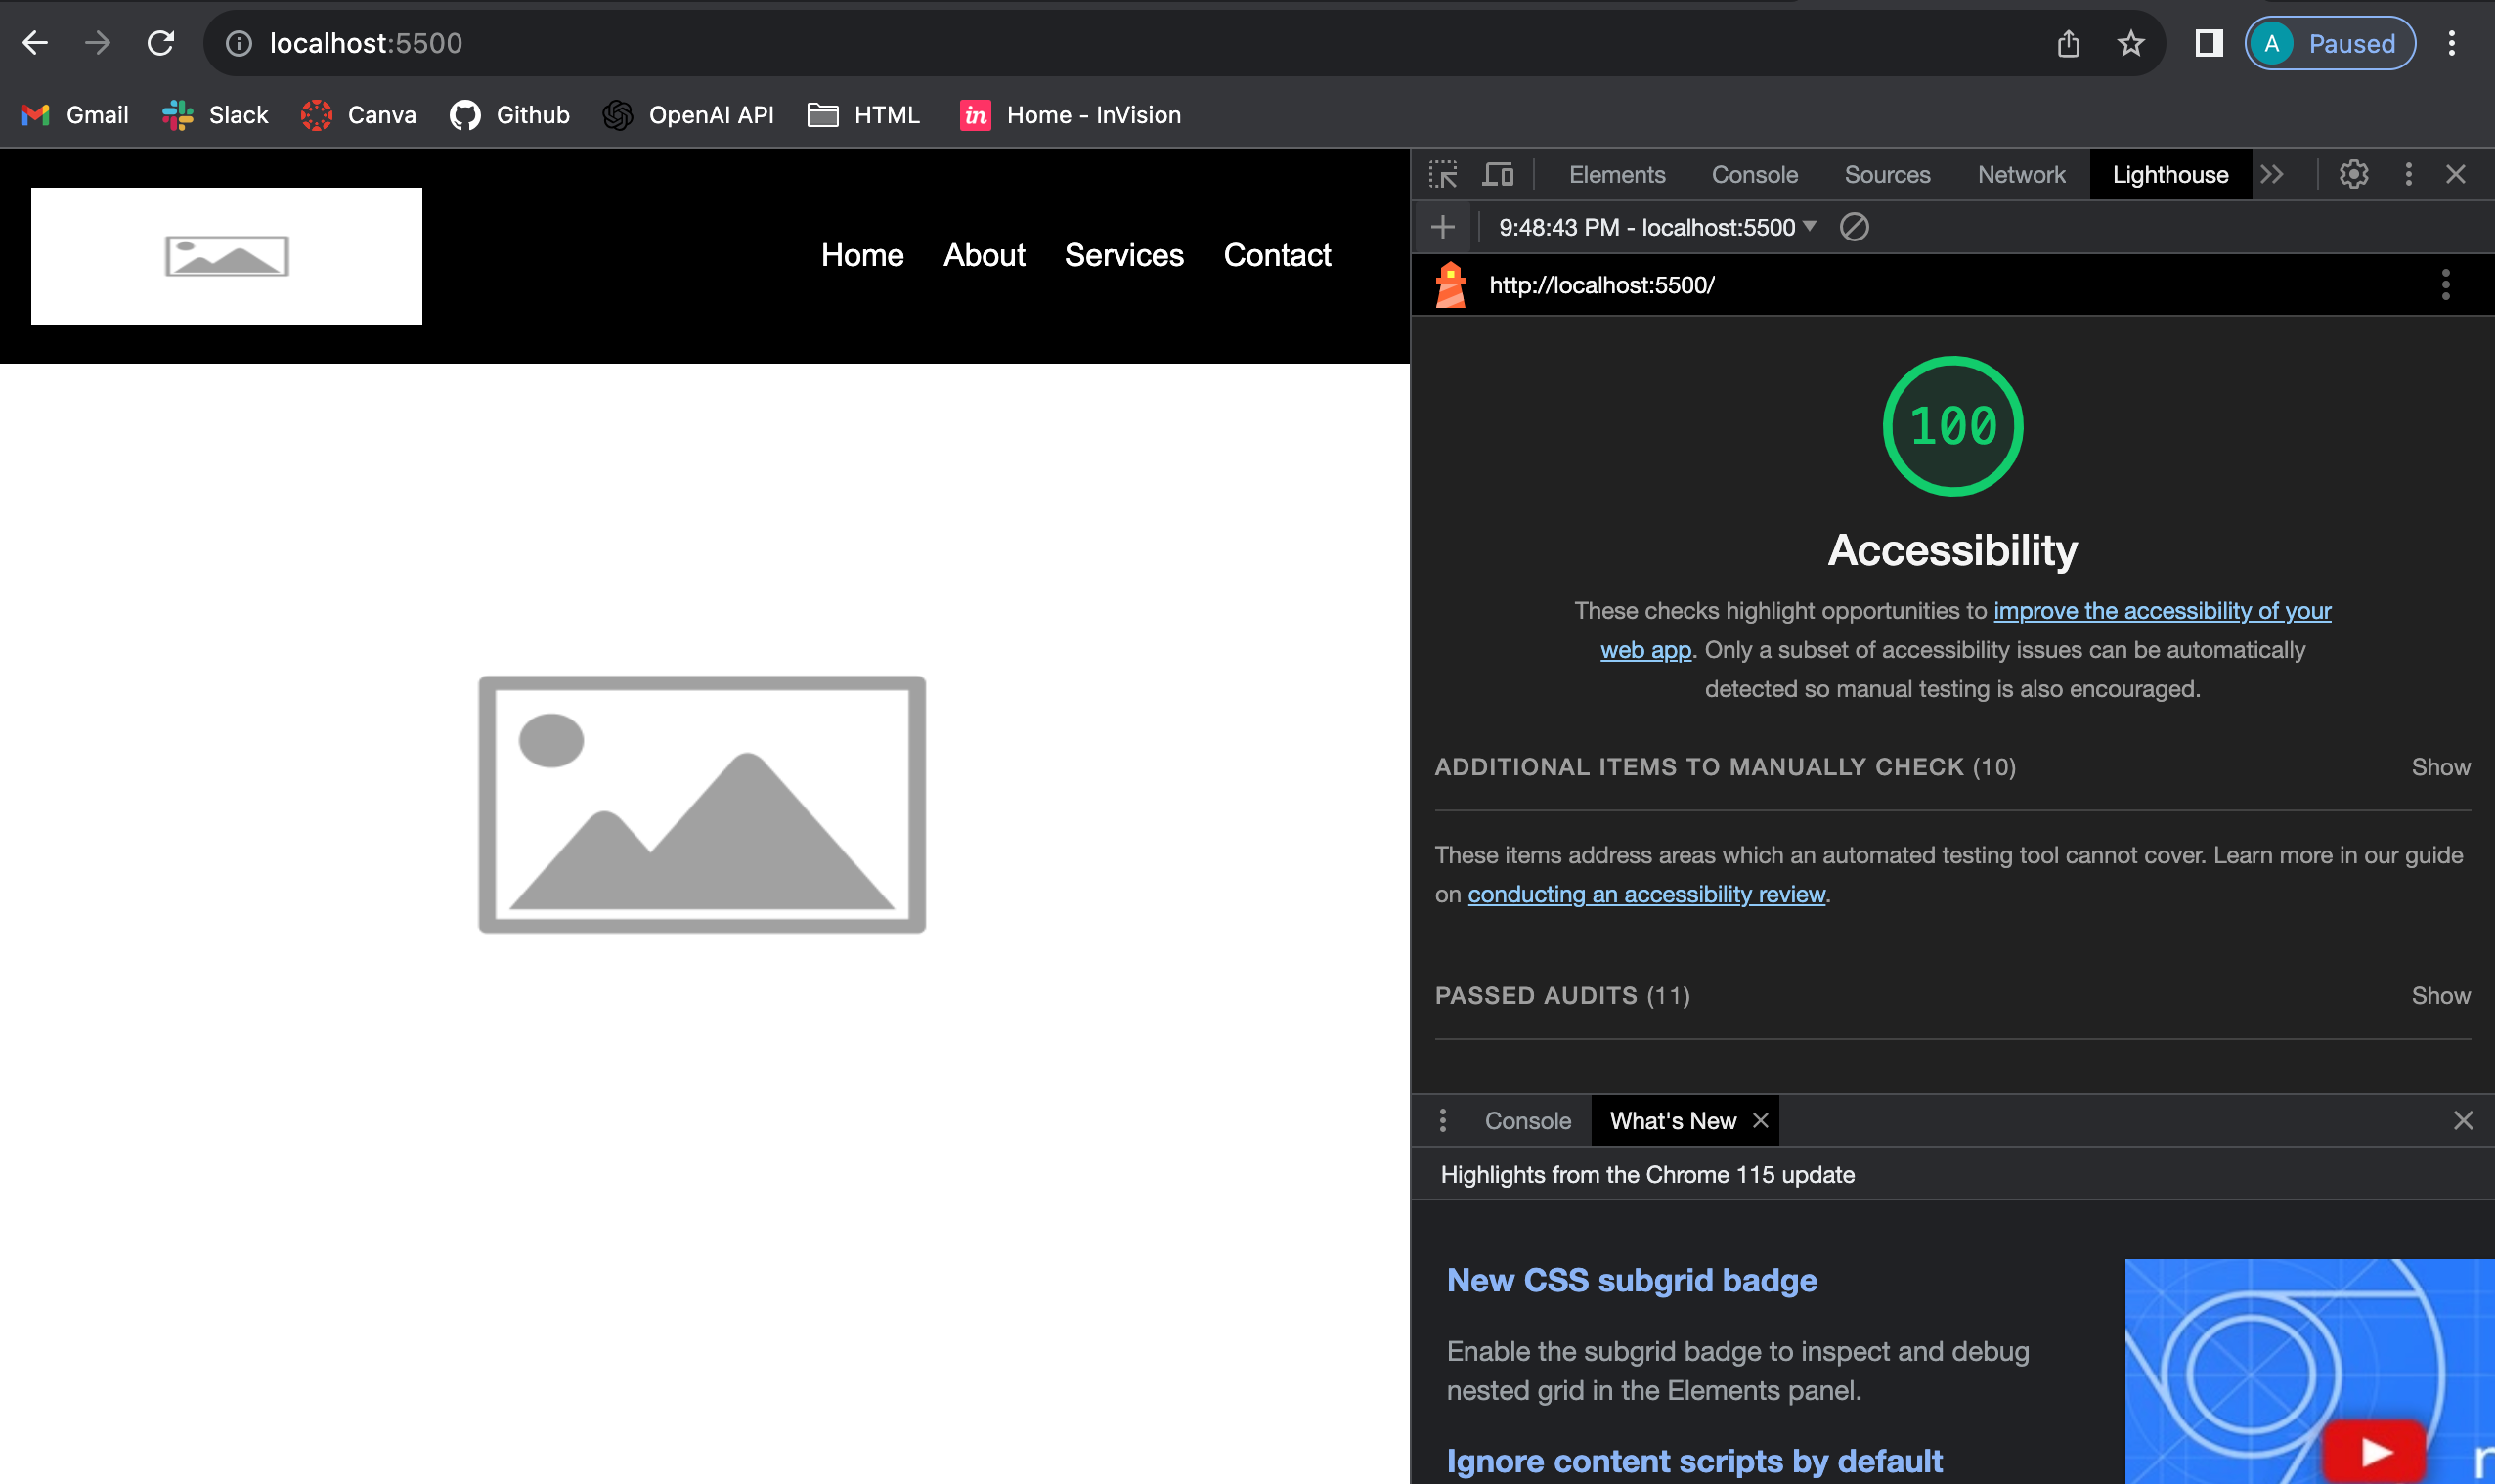 localhost:5500
A Paused
Gmail Slack Canva Github OpenAI API HTML in Home - InVision
Home About Services Contact
Elements Console Sources Network Lighthouse
9:48:43 PM - localhost:5500
http://localhost:5500/
100
Accessibility
These checks highlight opportunities to improve the accessibility of your
web app. Only a subset of accessibility issues can be automatically
detected so manual testing is also encouraged.
ADDITIONAL ITEMS TO MANUALLY CHECK (10) Show
These items address areas which an automated testing tool cannot cover. Learn more in our guide
on conducting an accessibility review.
PASSED AUDITS (11) Show
Console What's New
Highlights from the Chrome 115 update
New CSS subgrid badge
Enable the subgrid badge to inspect and debug
nested grid in the Elements panel.
Ignore content scripts by default